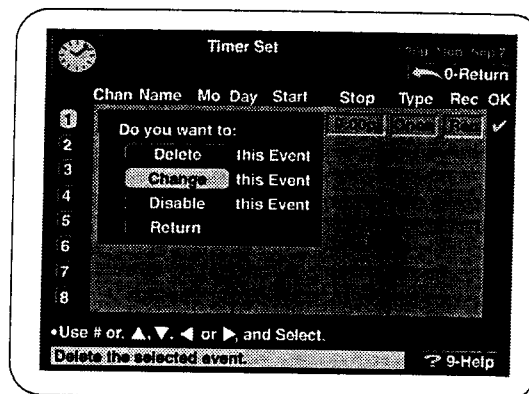 Timer Set
0-Return
Chan Name Mo Day Start Stop Type Rec OK
1
Do you want to:
2
Delete this Event
3
Change this Event
4
Disable this Event
5
Return
6
7
8
•Use # or. ▲,▼. ◀ or ▶, and Select.
Delete the selected event.
? 9-Help